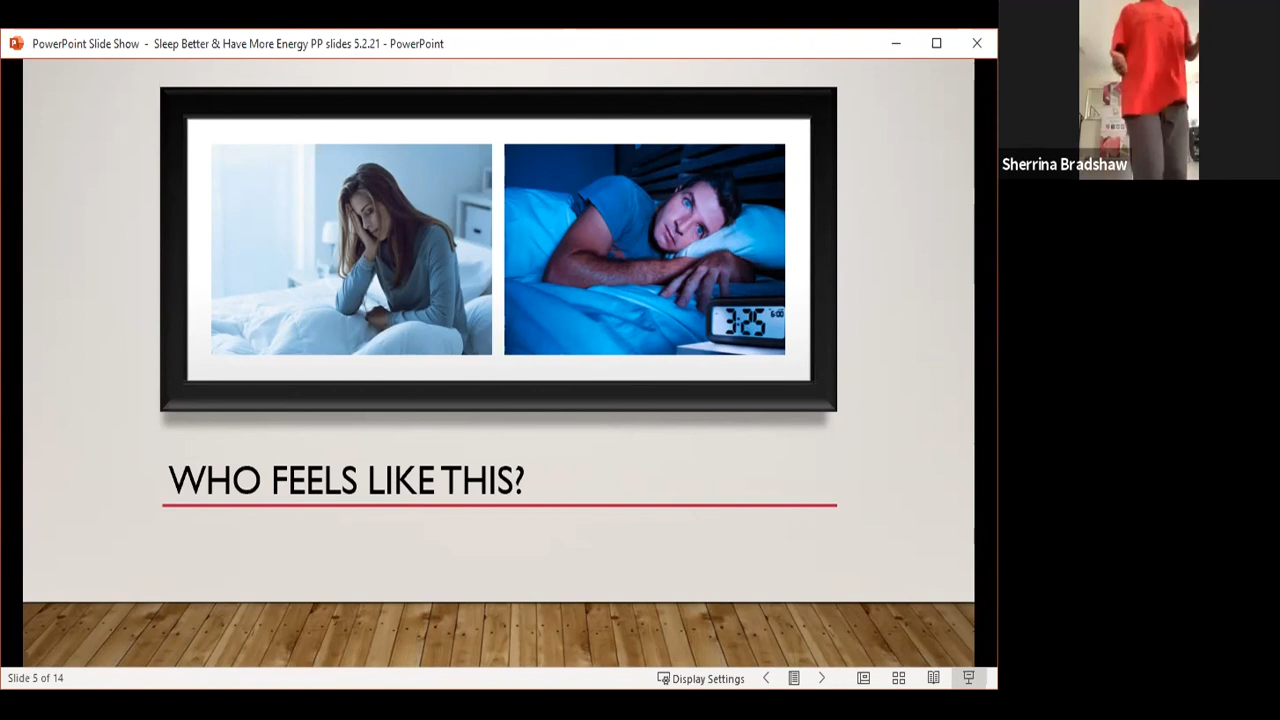 PowerPoint Slide Show - Sleep Better & Have More Energy PP slides 5.2.21 - PowerPoint
Sherrina Bradshaw
3:25
6:00
WHO FEELS LIKE THIS?
Slide 5 of 14
Display Settings